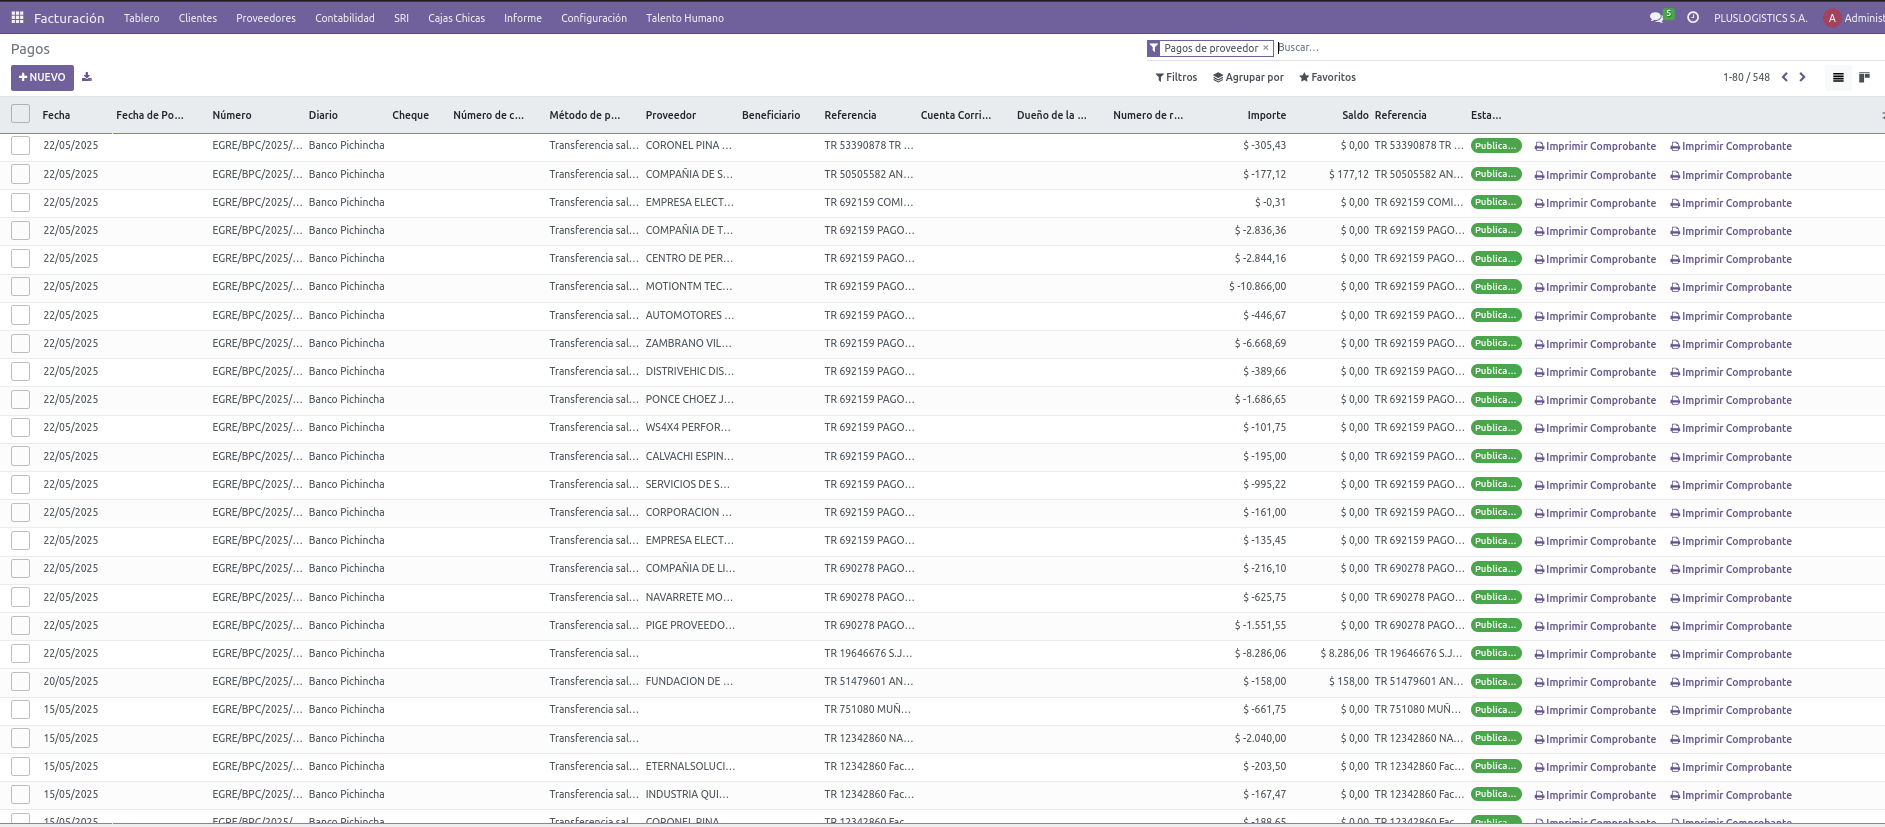 Facturación Tablero Clientes Proveedores Contabilidad SRI Cajas Chicas Informe Configuración Talento Humano 5 PLUSLOGISTICS S.A. A Administ
Pagos Pagos de proveedor × Buscar...
+ NUEVO Filtros Agrupar por Favoritos 1-80 / 548
Fecha Fecha de Po... Número Diario Cheque Número de c... Método de p... Proveedor Beneficiario Referencia Cuenta Corri... Dueño de la ... Numero de r... Importe Saldo Referencia Esta...
22/05/2025 EGRE/BPC/2025/... Banco Pichincha Transferencia sal... CORONEL PINA ... TR 53390878 TR ... $ -305,43 $ 0,00 TR 53390878 TR ... Publica... Imprimir Comprobante Imprimir Comprobante
22/05/2025 EGRE/BPC/2025/... Banco Pichincha Transferencia sal... COMPAÑIA DE S... TR 50505582 AN... $ -177,12 $ 177,12 TR 50505582 AN... Publica... Imprimir Comprobante Imprimir Comprobante
22/05/2025 EGRE/BPC/2025/... Banco Pichincha Transferencia sal... EMPRESA ELECT... TR 692159 COMI... $ -0,31 $ 0,00 TR 692159 COMI... Publica... Imprimir Comprobante Imprimir Comprobante
22/05/2025 EGRE/BPC/2025/... Banco Pichincha Transferencia sal... COMPAÑIA DE T... TR 692159 PAGO... $ -2.836,36 $ 0,00 TR 692159 PAGO... Publica... Imprimir Comprobante Imprimir Comprobante
22/05/2025 EGRE/BPC/2025/... Banco Pichincha Transferencia sal... CENTRO DE PER... TR 692159 PAGO... $ -2.844,16 $ 0,00 TR 692159 PAGO... Publica... Imprimir Comprobante Imprimir Comprobante
22/05/2025 EGRE/BPC/2025/... Banco Pichincha Transferencia sal... MOTIONTM TEC... TR 692159 PAGO... $ -10.866,00 $ 0,00 TR 692159 PAGO... Publica... Imprimir Comprobante Imprimir Comprobante
22/05/2025 EGRE/BPC/2025/... Banco Pichincha Transferencia sal... AUTOMOTORES ... TR 692159 PAGO... $ -446,67 $ 0,00 TR 692159 PAGO... Publica... Imprimir Comprobante Imprimir Comprobante
22/05/2025 EGRE/BPC/2025/... Banco Pichincha Transferencia sal... ZAMBRANO VIL... TR 692159 PAGO... $ -6.668,69 $ 0,00 TR 692159 PAGO... Publica... Imprimir Comprobante Imprimir Comprobante
22/05/2025 EGRE/BPC/2025/... Banco Pichincha Transferencia sal... DISTRIVEHIC DIS... TR 692159 PAGO... $ -389,66 $ 0,00 TR 692159 PAGO... Publica... Imprimir Comprobante Imprimir Comprobante
22/05/2025 EGRE/BPC/2025/... Banco Pichincha Transferencia sal... PONCE CHOEZ J... TR 692159 PAGO... $ -1.686,65 $ 0,00 TR 692159 PAGO... Publica... Imprimir Comprobante Imprimir Comprobante
22/05/2025 EGRE/BPC/2025/... Banco Pichincha Transferencia sal... WS4X4 PERFOR... TR 692159 PAGO... $ -101,75 $ 0,00 TR 692159 PAGO... Publica... Imprimir Comprobante Imprimir Comprobante
22/05/2025 EGRE/BPC/2025/... Banco Pichincha Transferencia sal... CALVACHI ESPIN... TR 692159 PAGO... $ -195,00 $ 0,00 TR 692159 PAGO... Publica... Imprimir Comprobante Imprimir Comprobante
22/05/2025 EGRE/BPC/2025/... Banco Pichincha Transferencia sal... SERVICIOS DE S... TR 692159 PAGO... $ -995,22 $ 0,00 TR 692159 PAGO... Publica... Imprimir Comprobante Imprimir Comprobante
22/05/2025 EGRE/BPC/2025/... Banco Pichincha Transferencia sal... CORPORACION ... TR 692159 PAGO... $ -161,00 $ 0,00 TR 692159 PAGO... Publica... Imprimir Comprobante Imprimir Comprobante
22/05/2025 EGRE/BPC/2025/... Banco Pichincha Transferencia sal... EMPRESA ELECT... TR 692159 PAGO... $ -135,45 $ 0,00 TR 692159 PAGO... Publica... Imprimir Comprobante Imprimir Comprobante
22/05/2025 EGRE/BPC/2025/... Banco Pichincha Transferencia sal... COMPAÑIA DE LI... TR 690278 PAGO... $ -216,10 $ 0,00 TR 690278 PAGO... Publica... Imprimir Comprobante Imprimir Comprobante
22/05/2025 EGRE/BPC/2025/... Banco Pichincha Transferencia sal... NAVARRETE MO... TR 690278 PAGO... $ -625,75 $ 0,00 TR 690278 PAGO... Publica... Imprimir Comprobante Imprimir Comprobante
22/05/2025 EGRE/BPC/2025/... Banco Pichincha Transferencia sal... PIGE PROVEEDO... TR 690278 PAGO... $ -1.551,55 $ 0,00 TR 690278 PAGO... Publica... Imprimir Comprobante Imprimir Comprobante
22/05/2025 EGRE/BPC/2025/... Banco Pichincha Transferencia sal... TR 19646676 S.J... $ -8.286,06 $ 8.286,06 TR 19646676 S.J... Publica... Imprimir Comprobante Imprimir Comprobante
20/05/2025 EGRE/BPC/2025/... Banco Pichincha Transferencia sal... FUNDACION DE ... TR 51479601 AN... $ -158,00 $ 158,00 TR 51479601 AN... Publica... Imprimir Comprobante Imprimir Comprobante
15/05/2025 EGRE/BPC/2025/... Banco Pichincha Transferencia sal... TR 751080 MUÑ... $ -661,75 $ 0,00 TR 751080 MUÑ... Publica... Imprimir Comprobante Imprimir Comprobante
15/05/2025 EGRE/BPC/2025/... Banco Pichincha Transferencia sal... TR 12342860 NA... $ -2.040,00 $ 0,00 TR 12342860 NA... Publica... Imprimir Comprobante Imprimir Comprobante
15/05/2025 EGRE/BPC/2025/... Banco Pichincha Transferencia sal... ETERNALSOLUCI... TR 12342860 Fac... $ -203,50 $ 0,00 TR 12342860 Fac... Publica... Imprimir Comprobante Imprimir Comprobante
15/05/2025 EGRE/BPC/2025/... Banco Pichincha Transferencia sal... INDUSTRIA QUI... TR 12342860 Fac... $ -167,47 $ 0,00 TR 12342860 Fac... Publica... Imprimir Comprobante Imprimir Comprobante
15/05/2025 EGRE/BPC/2025/... Banco Pichincha Transferencia sal... CORONEL PINA ... TR 12342860 Fac... $ -188,65 $ 0,00 TR 12342860 Fac... Publica... Imprimir Comprobante Imprimir Comprobante